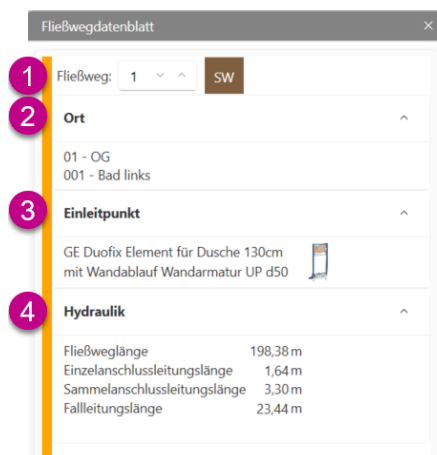 Fließwegdatenblatt
1 Fließweg: 1 SW
2 Ort
01 - OG
001 - Bad links
3 Einleitpunkt
GE Duofix Element für Dusche 130cm
mit Wandablauf Wandarmatur UP d50
4 Hydraulik
Fließweglänge 198,38 m
Einzelanschlussleitungslänge 1,64 m
Sammelanschlussleitungslänge 3,30 m
Fallleitungslänge 23,44 m